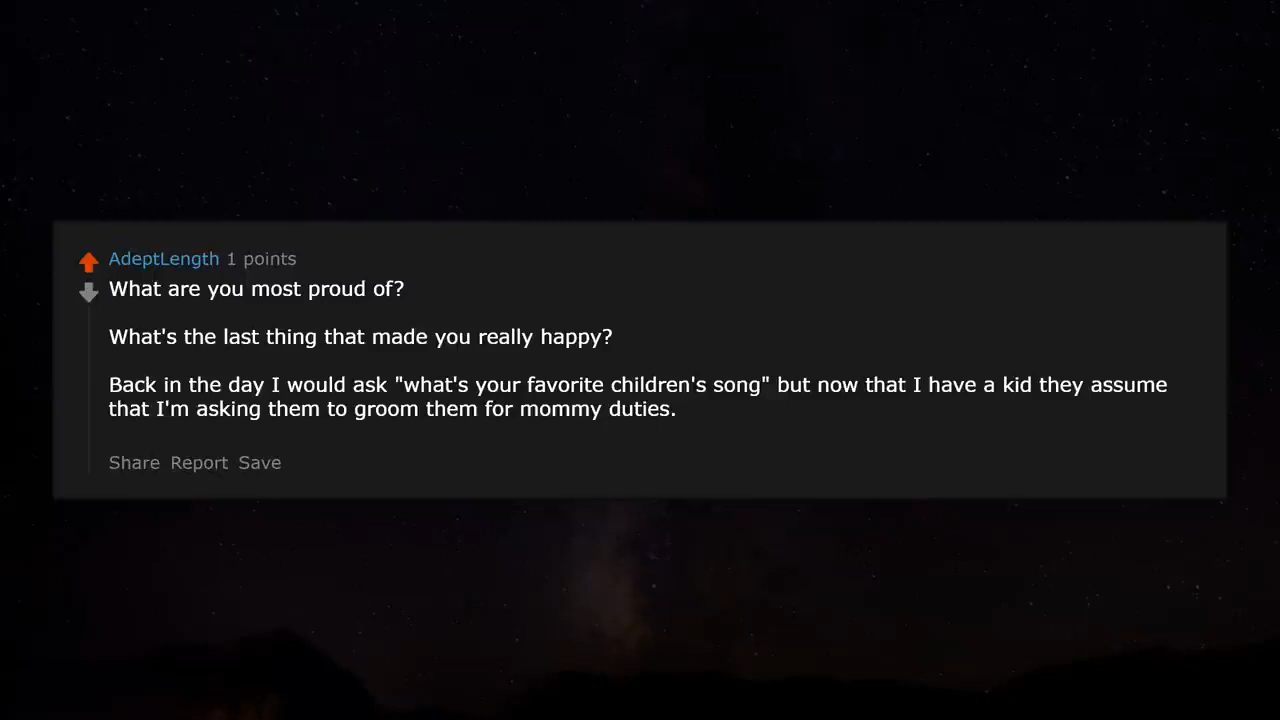 AdeptLength 1 points
What are you most proud of?
What's the last thing that made you really happy?
Back in the day I would ask "what's your favorite children's song" but now that I have a kid they assume
that I'm asking them to groom them for mommy duties.
Share Report Save